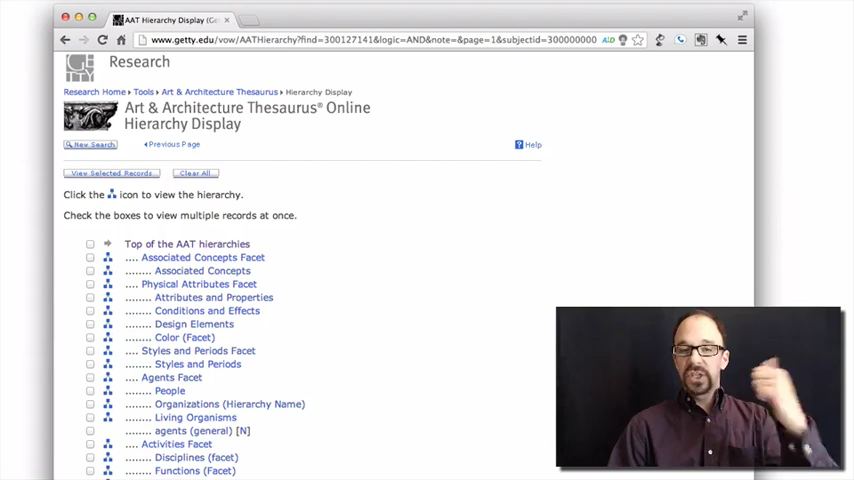 AAT Hierarchy Display (Ge
www.getty.edu/vow/AATHierarchy?find=300127141&logic=AND&note=&page=1&subjectid=300000000
GE
TTY
Research
Research Home Tools Art & Architecture Thesaurus Hierarchy Display
Art & Architecture Thesaurus® Online
Hierarchy Display
New Search Previous Page ? Help
View Selected Records Clear All
Click the icon to view the hierarchy.
Check the boxes to view multiple records at once.
Top of the AAT hierarchies
.... Associated Concepts Facet
........ Associated Concepts
.... Physical Attributes Facet
........ Attributes and Properties
........ Conditions and Effects
........ Design Elements
........ Color (Facet)
.... Styles and Periods Facet
........ Styles and Periods
.... Agents Facet
........ People
........ Organizations (Hierarchy Name)
........ Living Organisms
........ agents (general) [N]
.... Activities Facet
........ Disciplines (facet)
........ Functions (Facet)